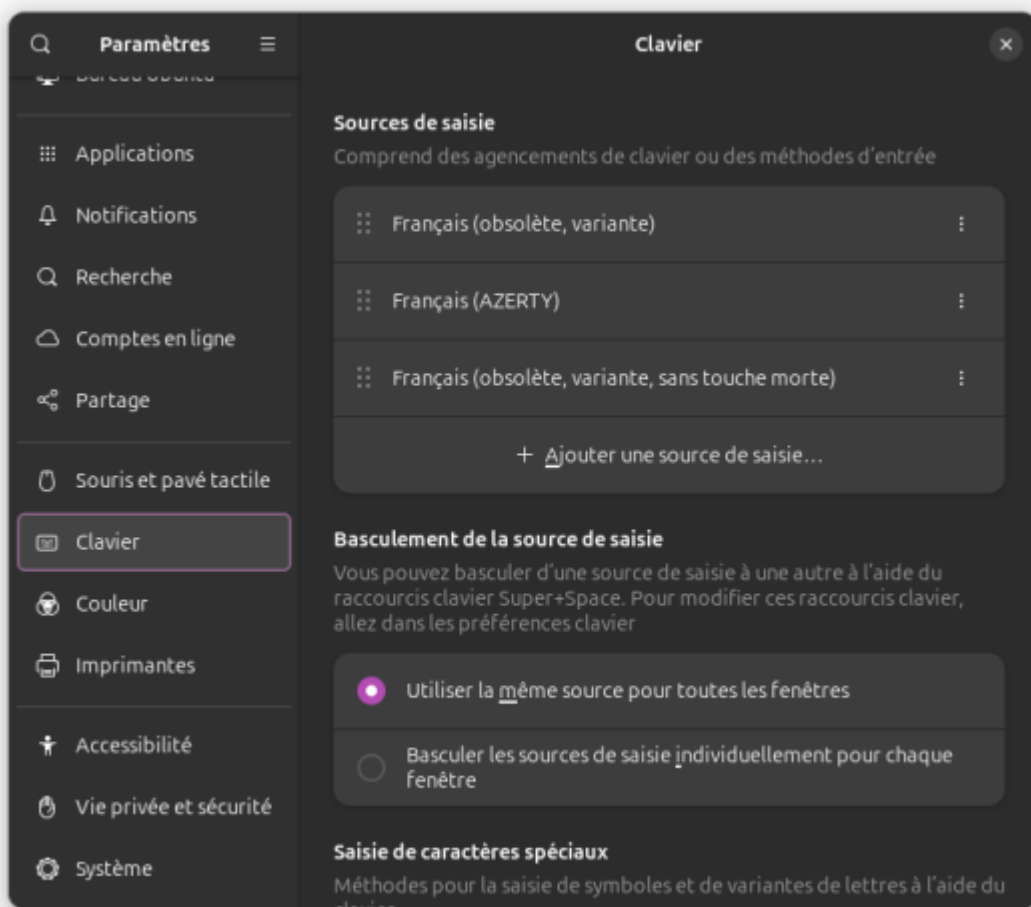 Paramètres
Clavier
Bureau Ubuntu
Applications
Notifications
Recherche
Comptes en ligne
Partage
Souris et pavé tactile
Clavier
Couleur
Imprimantes
Accessibilité
Vie privée et sécurité
Système
Sources de saisie
Comprend des agencements de clavier ou des méthodes d'entrée
Français (obsolète, variante)
Français (AZERTY)
Français (obsolète, variante, sans touche morte)
+ Ajouter une source de saisie…
Basculement de la source de saisie
Vous pouvez basculer d'une source de saisie à une autre à l'aide du
raccourcis clavier Super+Space. Pour modifier ces raccourcis clavier,
allez dans les préférences clavier
Utiliser la même source pour toutes les fenêtres
Basculer les sources de saisie individuellement pour chaque
fenêtre
Saisie de caractères spéciaux
Méthodes pour la saisie de symboles et de variantes de lettres à l'aide du